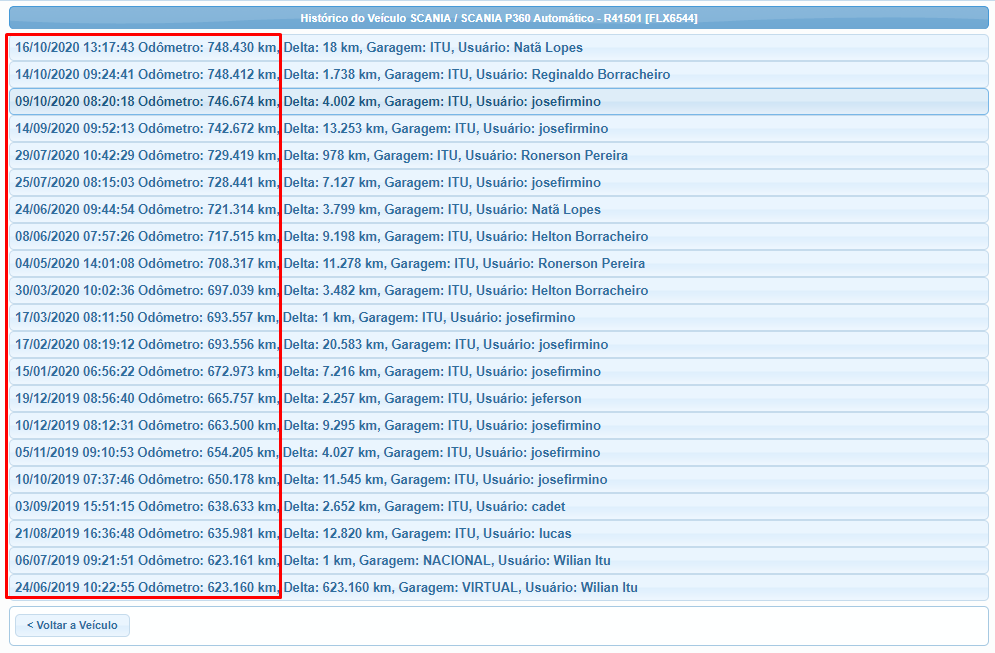 Histórico do Veículo SCANIA / SCANIA P360 Automático - R41501 [FLX6544]
16/10/2020 13:17:43 Odômetro: 748.430 km, Delta: 18 km, Garagem: ITU, Usuário: Natã Lopes
14/10/2020 09:24:41 Odômetro: 748.412 km, Delta: 1.738 km, Garagem: ITU, Usuário: Reginaldo Borracheiro
09/10/2020 08:20:18 Odômetro: 746.674 km, Delta: 4.002 km, Garagem: ITU, Usuário: josefirmino
14/09/2020 09:52:13 Odômetro: 742.672 km, Delta: 13.253 km, Garagem: ITU, Usuário: josefirmino
29/07/2020 10:42:29 Odômetro: 729.419 km, Delta: 978 km, Garagem: ITU, Usuário: Ronerson Pereira
25/07/2020 08:15:03 Odômetro: 728.441 km, Delta: 7.127 km, Garagem: ITU, Usuário: josefirmino
24/06/2020 09:44:54 Odômetro: 721.314 km, Delta: 3.799 km, Garagem: ITU, Usuário: Natã Lopes
08/06/2020 07:57:26 Odômetro: 717.515 km, Delta: 9.198 km, Garagem: ITU, Usuário: Helton Borracheiro
04/05/2020 14:01:08 Odômetro: 708.317 km, Delta: 11.278 km, Garagem: ITU, Usuário: Ronerson Pereira
30/03/2020 10:02:36 Odômetro: 697.039 km, Delta: 3.482 km, Garagem: ITU, Usuário: Helton Borracheiro
17/03/2020 08:11:50 Odômetro: 693.557 km, Delta: 1 km, Garagem: ITU, Usuário: josefirmino
17/02/2020 08:19:12 Odômetro: 693.556 km, Delta: 20.583 km, Garagem: ITU, Usuário: josefirmino
15/01/2020 06:56:22 Odômetro: 672.973 km, Delta: 7.216 km, Garagem: ITU, Usuário: josefirmino
19/12/2019 08:56:40 Odômetro: 665.757 km, Delta: 2.257 km, Garagem: ITU, Usuário: jeferson
10/12/2019 08:12:31 Odômetro: 663.500 km, Delta: 9.295 km, Garagem: ITU, Usuário: josefirmino
05/11/2019 09:10:53 Odômetro: 654.205 km, Delta: 4.027 km, Garagem: ITU, Usuário: josefirmino
10/10/2019 07:37:46 Odômetro: 650.178 km, Delta: 11.545 km, Garagem: ITU, Usuário: josefirmino
03/09/2019 15:51:15 Odômetro: 638.633 km, Delta: 2.652 km, Garagem: ITU, Usuário: cadet
21/08/2019 16:36:48 Odômetro: 635.981 km, Delta: 12.820 km, Garagem: ITU, Usuário: lucas
06/07/2019 09:21:51 Odômetro: 623.161 km, Delta: 1 km, Garagem: NACIONAL, Usuário: Wilian Itu
24/06/2019 10:22:55 Odômetro: 623.160 km, Delta: 623.160 km, Garagem: VIRTUAL, Usuário: Wilian Itu
< Voltar a Veículo